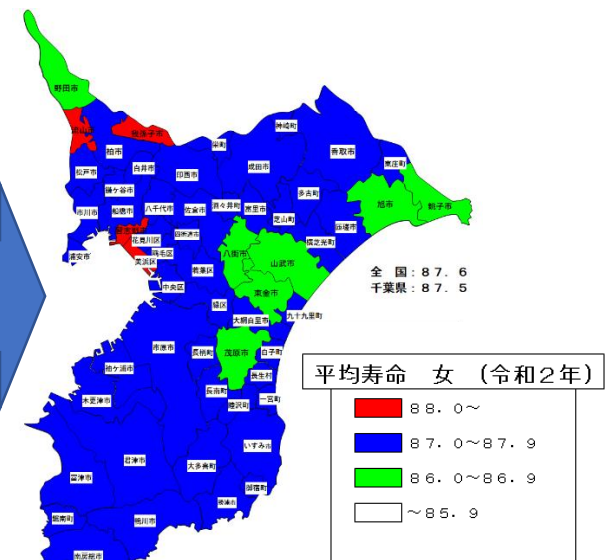 野田市
流山市
我孫子市
柏市
栄町
神崎町
香取市
東庄町
松戸市
白井市
印西市
成田市
鎌ケ谷市
多古町
旭市
銚子市
市川市
船橋市
八千代市
佐倉市
酒々井町
富里市
芝山町
匝瑳市
習志野市
花見川区
四街道市
横芝光町
浦安市
稲毛区
美浜区
若葉区
八街市
山武市
中央区
東金市
緑区
九十九里町
大網白里市
市原市
長柄町
茂原市
白子町
袖ケ浦市
長生村
木更津市
長南町
睦沢町
一宮町
いすみ市
君津市
大多喜町
富津市
御宿町
勝浦市
鋸南町
鴨川市
南房総市
全 国：87．6
千葉県：87．5
平均寿命 女 （令和２年）
88．0～
87．0～87．9
86．0～86．9
～85．9